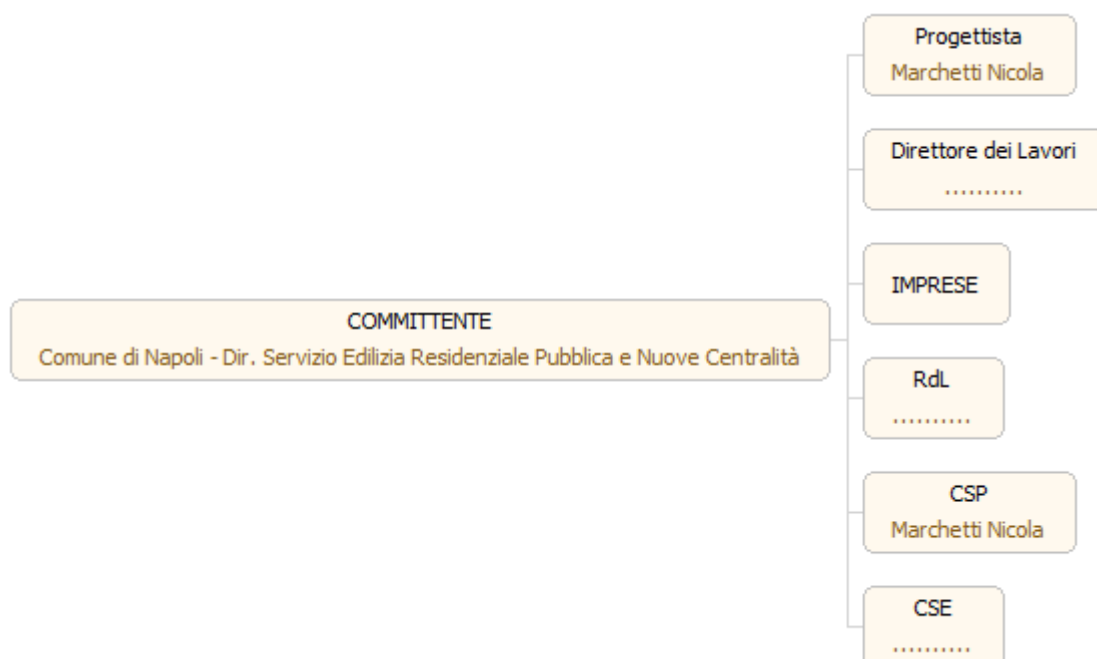 Progettista
Marchetti Nicola
Direttore dei Lavori
..........
IMPRESE
COMMITTENTE
Comune di Napoli - Dir. Servizio Edilizia Residenziale Pubblica e Nuove Centralità
RdL
..........
CSP
Marchetti Nicola
CSE
..........